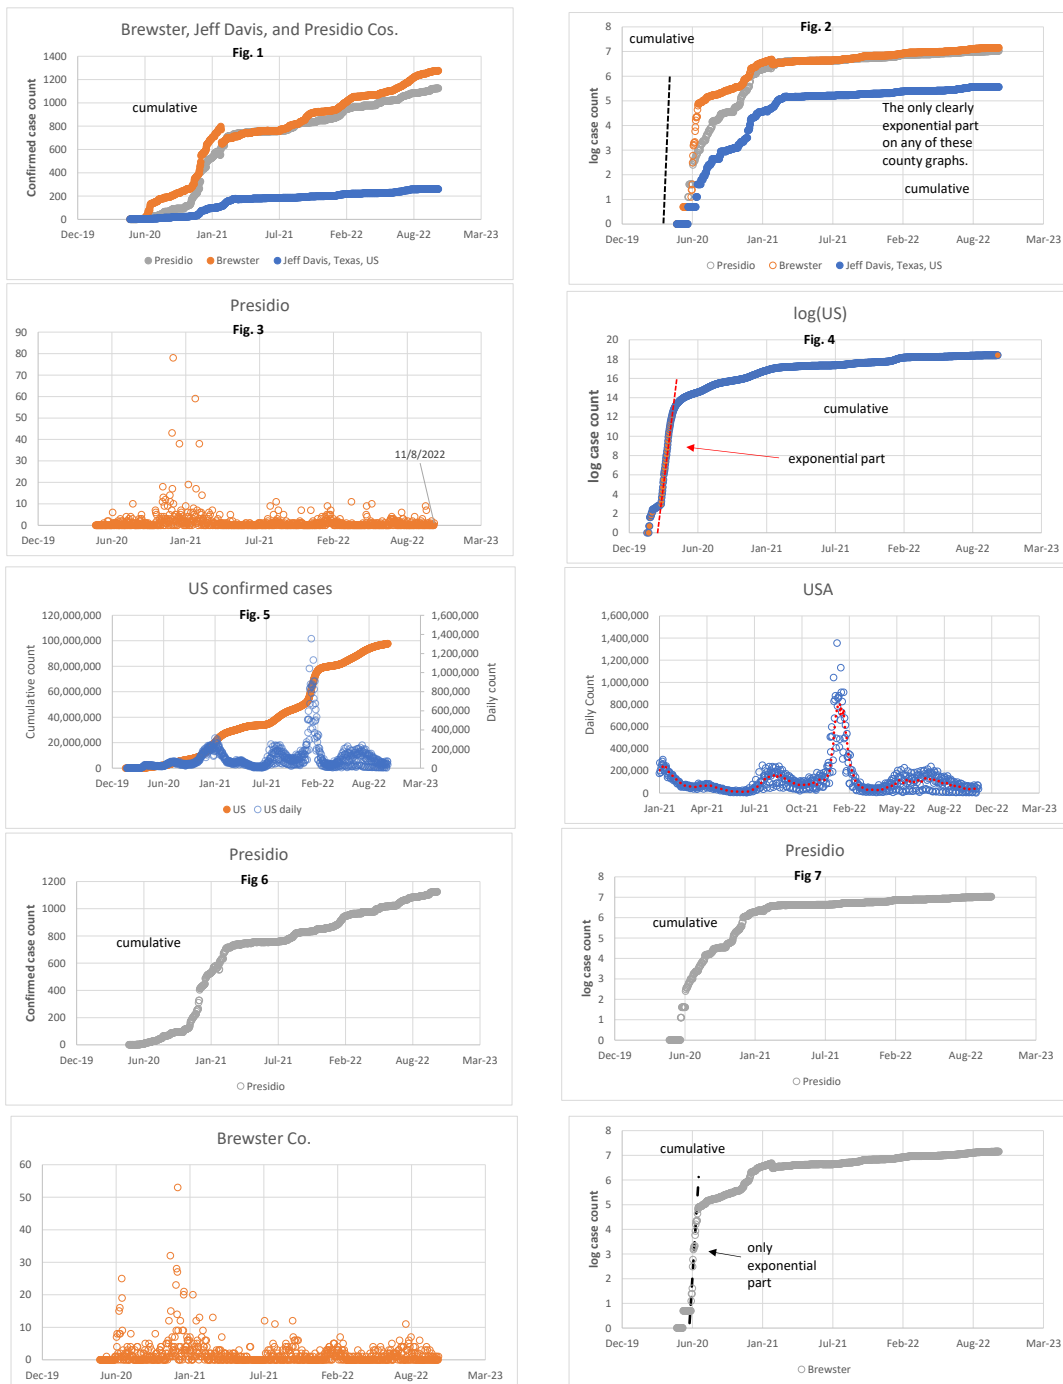 Brewster, Jeff Davis, and Presidio Cos.
Fig. 1
cumulative
Confirmed case count
1400
1200
1000
800
600
400
200
0
Dec-19 Jun-20 Jan-21 Jul-21 Feb-22 Aug-22 Mar-23
Presidio Brewster Jeff Davis, Texas, US
Fig. 2
cumulative
log case count
8
7
6
5
4
3
2
1
0
The only clearly
exponential part
on any of these
county graphs.
cumulative
Dec-19 Jun-20 Jan-21 Jul-21 Feb-22 Aug-22 Mar-23
Presidio Brewster Jeff Davis, Texas, US
Presidio
Fig. 3
90
80
70
60
50
40
30
20
10
0
11/8/2022
Dec-19 Jun-20 Jan-21 Jul-21 Feb-22 Aug-22 Mar-23
log(US)
Fig. 4
log case count
20
18
16
14
12
10
8
6
4
2
0
cumulative
exponential part
Dec-19 Jun-20 Jan-21 Jul-21 Feb-22 Aug-22 Mar-23
US confirmed cases
Fig. 5
Cumulative count
120,000,000
100,000,000
80,000,000
60,000,000
40,000,000
20,000,000
0
1,600,000
1,400,000
1,200,000
1,000,000
800,000
600,000
400,000
200,000
0
Daily count
Dec-19 Jun-20 Jan-21 Jul-21 Feb-22 Aug-22 Mar-23
US US daily
USA
Daily Count
1,600,000
1,400,000
1,200,000
1,000,000
800,000
600,000
400,000
200,000
0
Jan-21 Apr-21 Jul-21 Oct-21 Feb-22 May-22 Aug-22 Dec-22 Mar-23
Presidio
Fig 6
cumulative
Confirmed case count
1200
1000
800
600
400
200
0
Dec-19 Jun-20 Jan-21 Jul-21 Feb-22 Aug-22 Mar-23
Presidio
Presidio
Fig 7
cumulative
log case count
8
7
6
5
4
3
2
1
0
Dec-19 Jun-20 Jan-21 Jul-21 Feb-22 Aug-22 Mar-23
Presidio
Brewster Co.
60
50
40
30
20
10
0
Dec-19 Jun-20 Jan-21 Jul-21 Feb-22 Aug-22 Mar-23
cumulative
log case count
8
7
6
5
4
3
2
1
0
only
exponential
part
Dec-19 Jun-20 Jan-21 Jul-21 Feb-22 Aug-22 Mar-23
Brewster